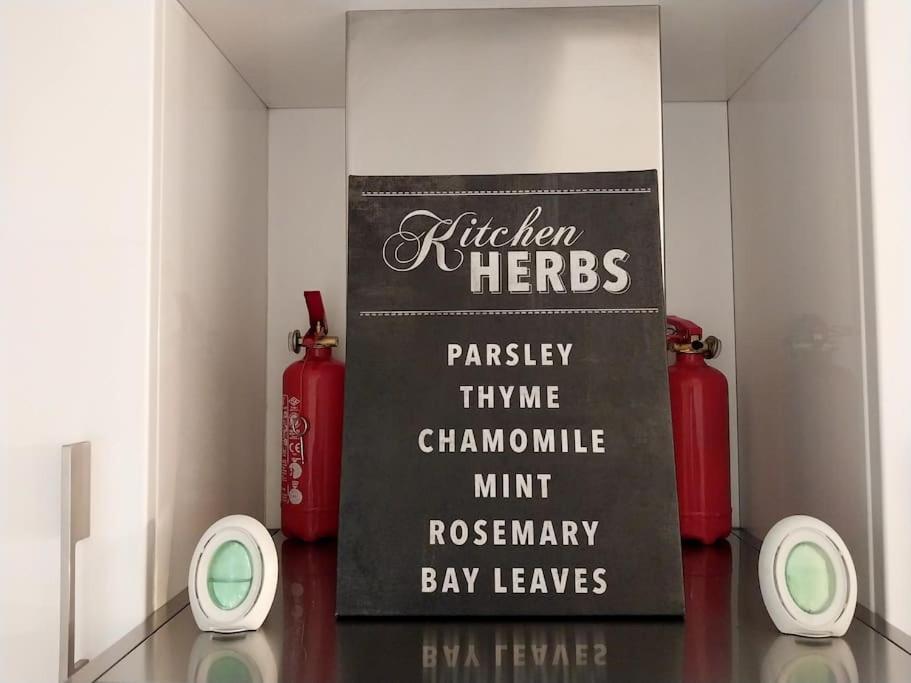 Kitchen
HERBS
PARSLEY
THYME
CHAMOMILE
MINT
ROSEMARY
BAY LEAVES